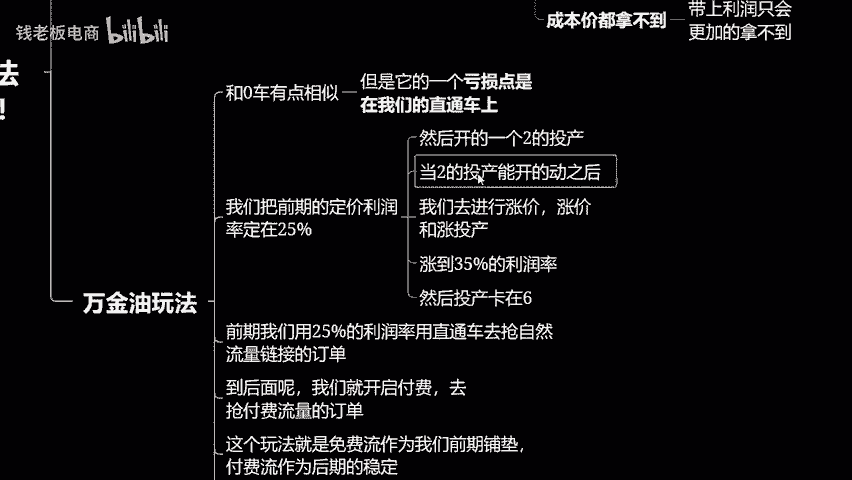 钱老板电商 bilibili
成本价都拿不到
带上利润只会
更加的拿不到
法
！
和0车有点相似
但是它的一个亏损点是
在我们的直通车上
我们把前期的定价利润
率定在25%
然后开的一个2的投产
当2的投产能开的动之后
我们去进行涨价，涨价
和涨投产
涨到35%的利润率
然后投产卡在6
万金油玩法
前期我们用25%的利润率用直通车去抢自然
流量链接的订单
到后面呢，我们就开启付费，去
抢付费流量的订单
这个玩法就是免费流作为我们前期铺垫，
付费流作为后期的稳定